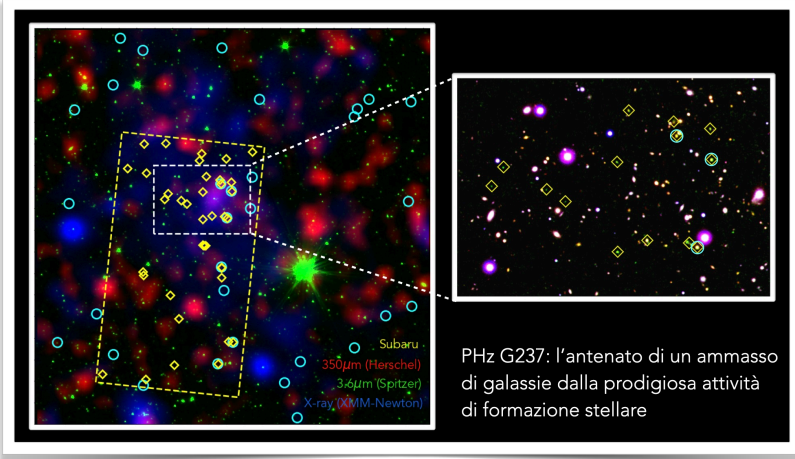 Subaru
350μm (Herschel)
3.6μm (Spitzer)
X-ray (XMM-Newton)
PHz G237: l'antenato di un ammasso
di galassie dalla prodigiosa attività
di formazione stellare